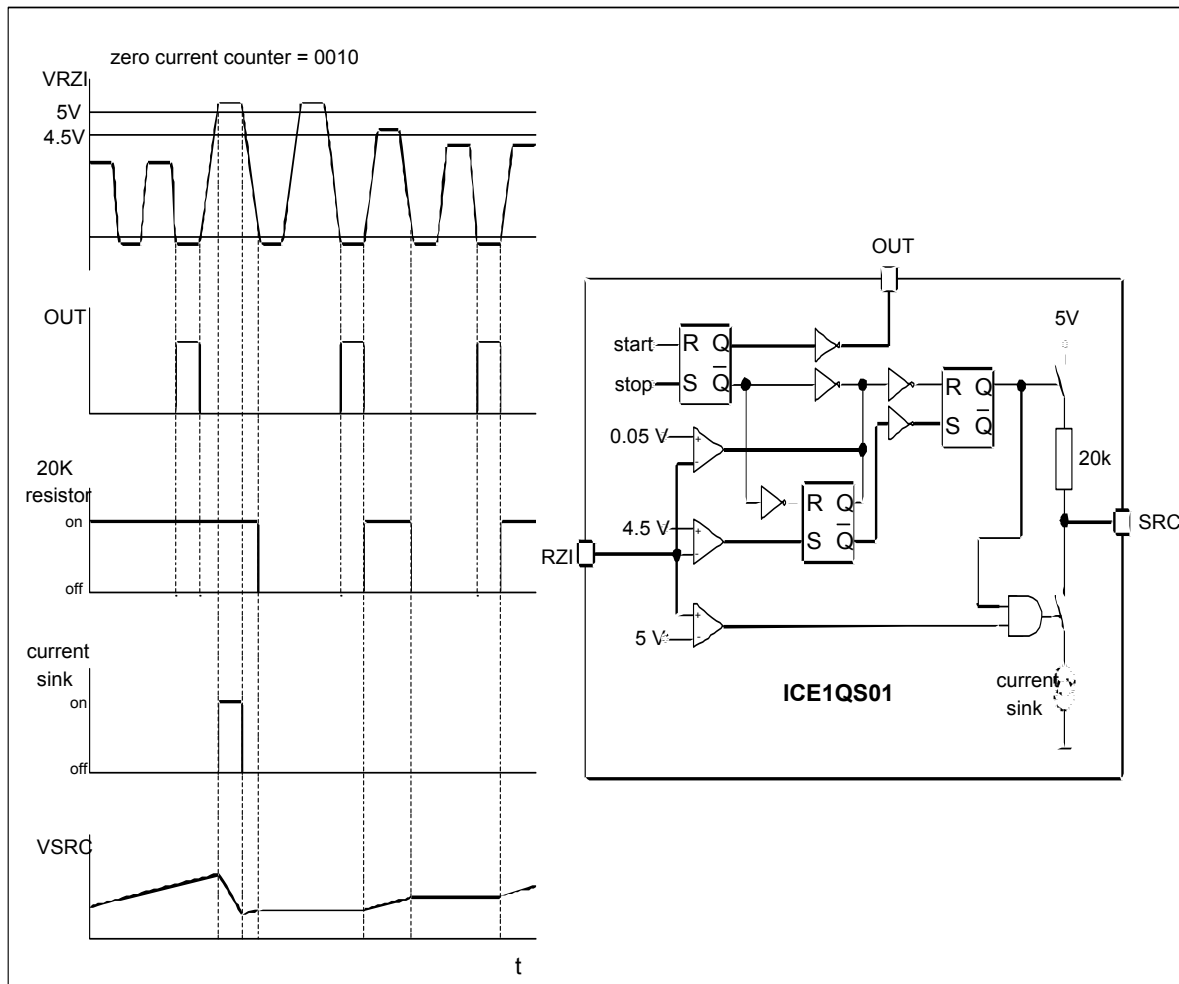 zero current counter = 0010
VRZI
5V
4.5V
OUT
20K
resistor
on
off
current
sink
on
off
VSRC
t
OUT
start
R Q
stop
S Q
5V
R Q
S Q
0.05 V
20k
R Q
4.5 V
S Q
SRC
RZI
5 V
ICE1QS01
current
sink